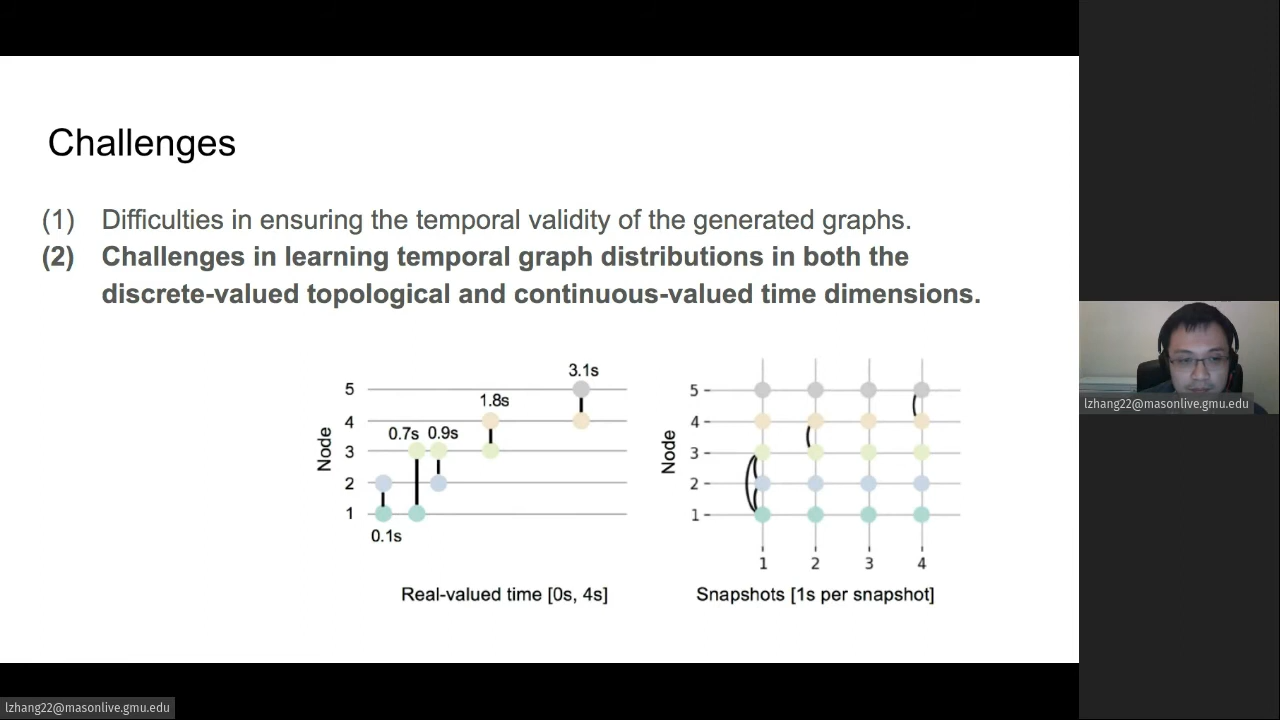 Challenges
(1) Difficulties in ensuring the temporal validity of the generated graphs.
(2) Challenges in learning temporal graph distributions in both the
discrete-valued topological and continuous-valued time dimensions.
3.1s
1.8s
0.7s 0.9s
0.1s
Node
5
4
3
2
1
Real-valued time [0s, 4s]
Node
5
4
3
2
1
1 2 3 4
Snapshots [1s per snapshot]
lzhang22@masonlive.gmu.edu
lzhang22@masonlive.gmu.edu